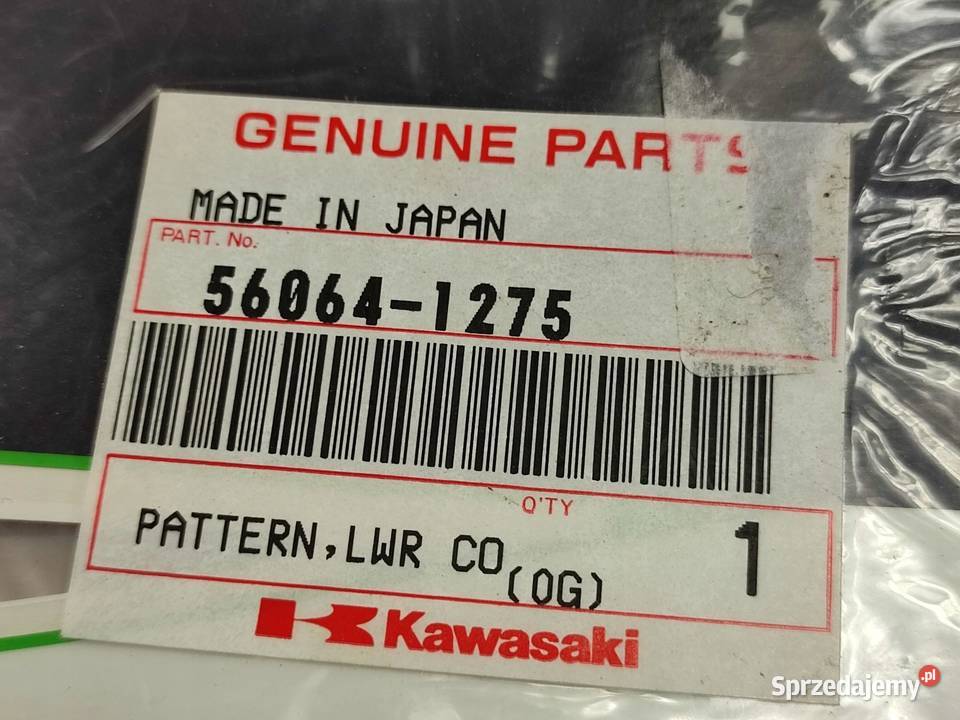 GENUINE PARTS
MADE IN JAPAN
PART. No.
56064-1275
Q'TY
PATTERN,LWR CO 1
(OG)
Kawasaki
Sprzedajemy.pl